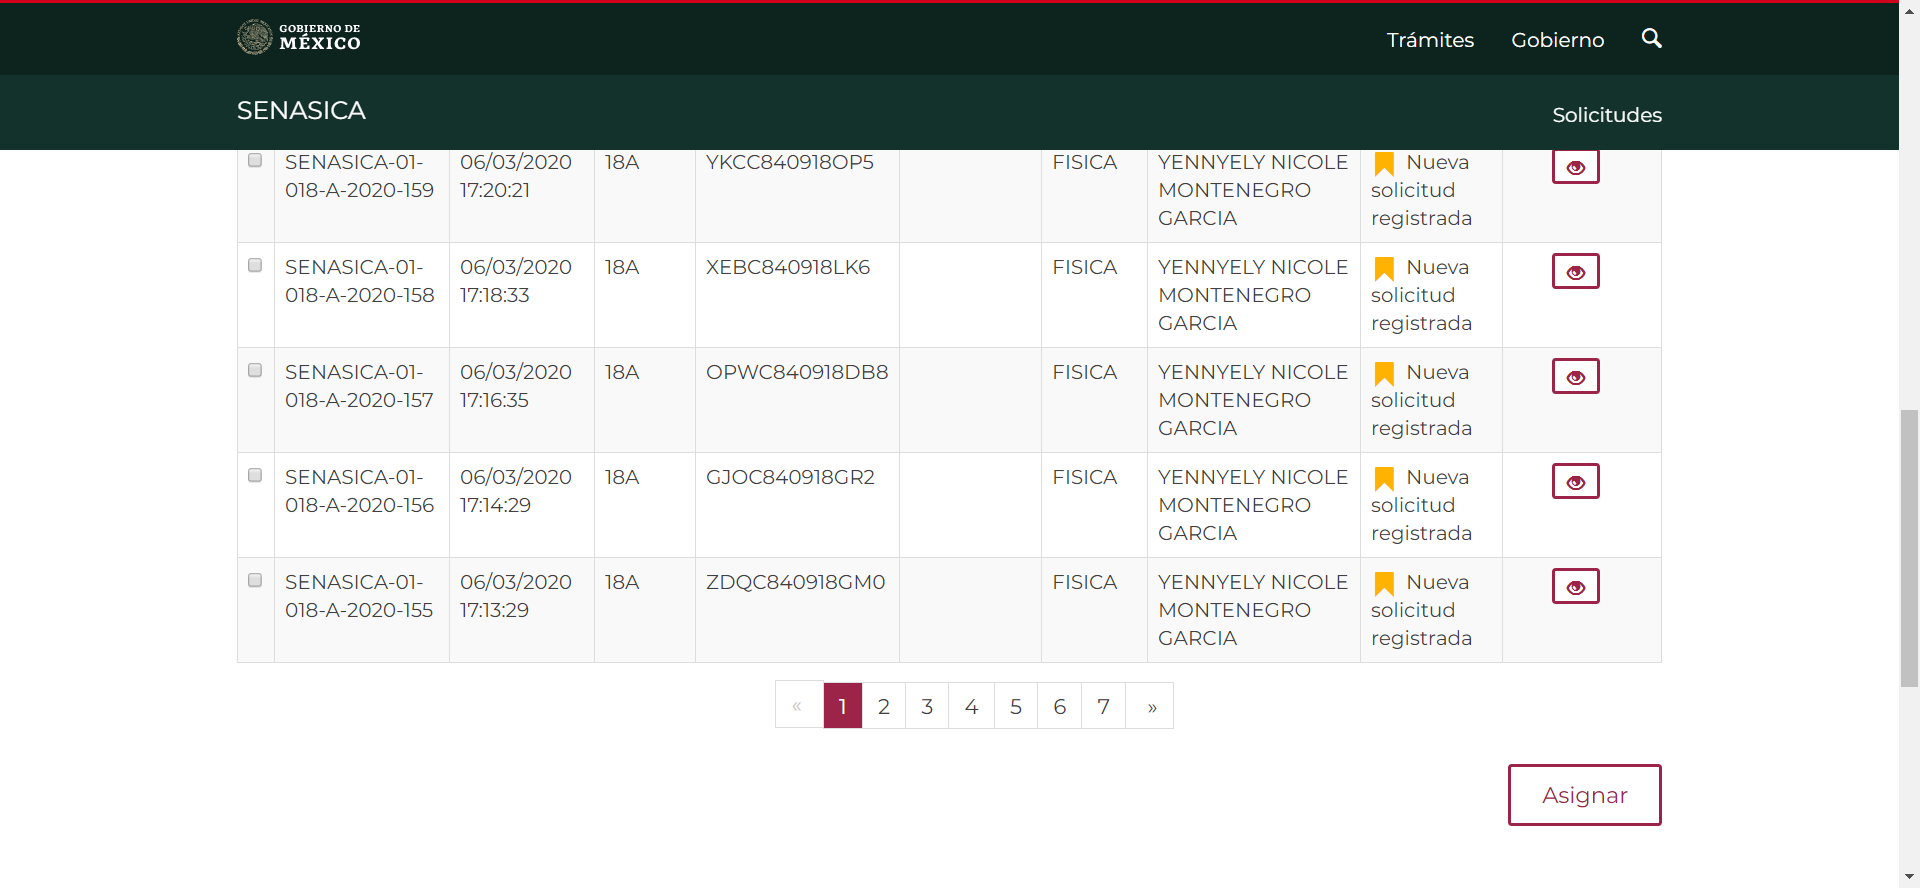 GOBIERNO DE
MÉXICO
Trámites Gobierno
SENASICA
Solicitudes
SENASICA-01- 06/03/2020 18A YKCC840918OP5 FISICA YENNYELY NICOLE Nueva
018-A-2020-159 17:20:21 MONTENEGRO solicitud
GARCIA registrada
SENASICA-01- 06/03/2020 18A XEBC840918LK6 FISICA YENNYELY NICOLE Nueva
018-A-2020-158 17:18:33 MONTENEGRO solicitud
GARCIA registrada
SENASICA-01- 06/03/2020 18A OPWC840918DB8 FISICA YENNYELY NICOLE Nueva
018-A-2020-157 17:16:35 MONTENEGRO solicitud
GARCIA registrada
SENASICA-01- 06/03/2020 18A GJOC840918GR2 FISICA YENNYELY NICOLE Nueva
018-A-2020-156 17:14:29 MONTENEGRO solicitud
GARCIA registrada
SENASICA-01- 06/03/2020 18A ZDQC840918GM0 FISICA YENNYELY NICOLE Nueva
018-A-2020-155 17:13:29 MONTENEGRO solicitud
GARCIA registrada
« 1 2 3 4 5 6 7 »
Asignar